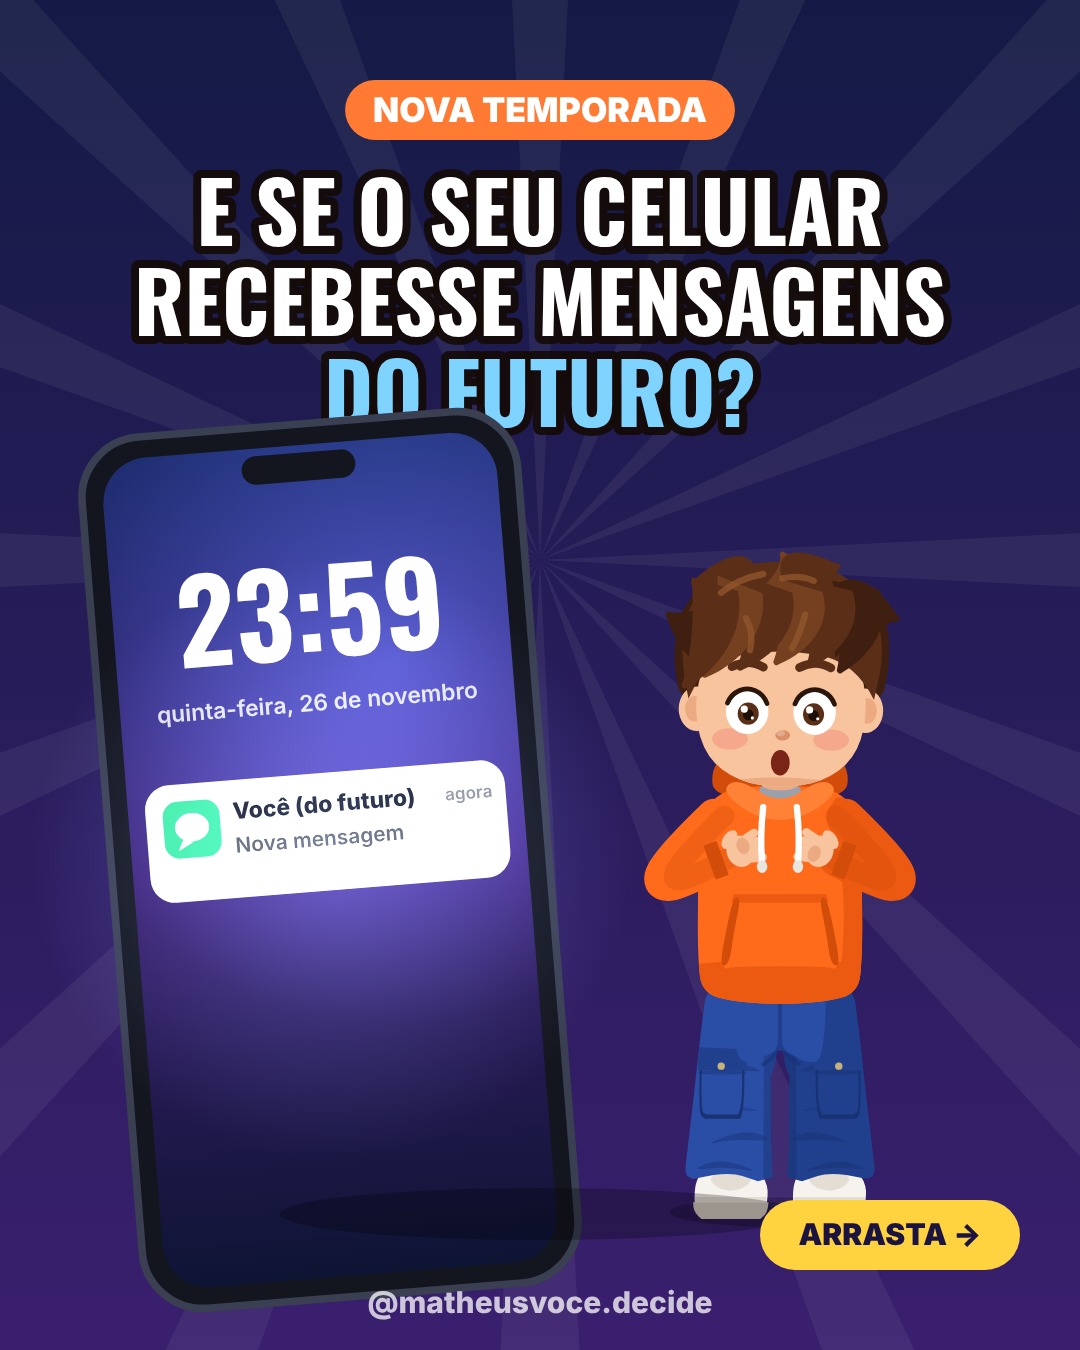 NOVA TEMPORADA
E SE O SEU CELULAR
RECEBESSE MENSAGENS
DO FUTURO?
23:59
quinta-feira, 26 de novembro
Você (do futuro)
agora
Nova mensagem
ARRASTA →
@matheusvoce.decide